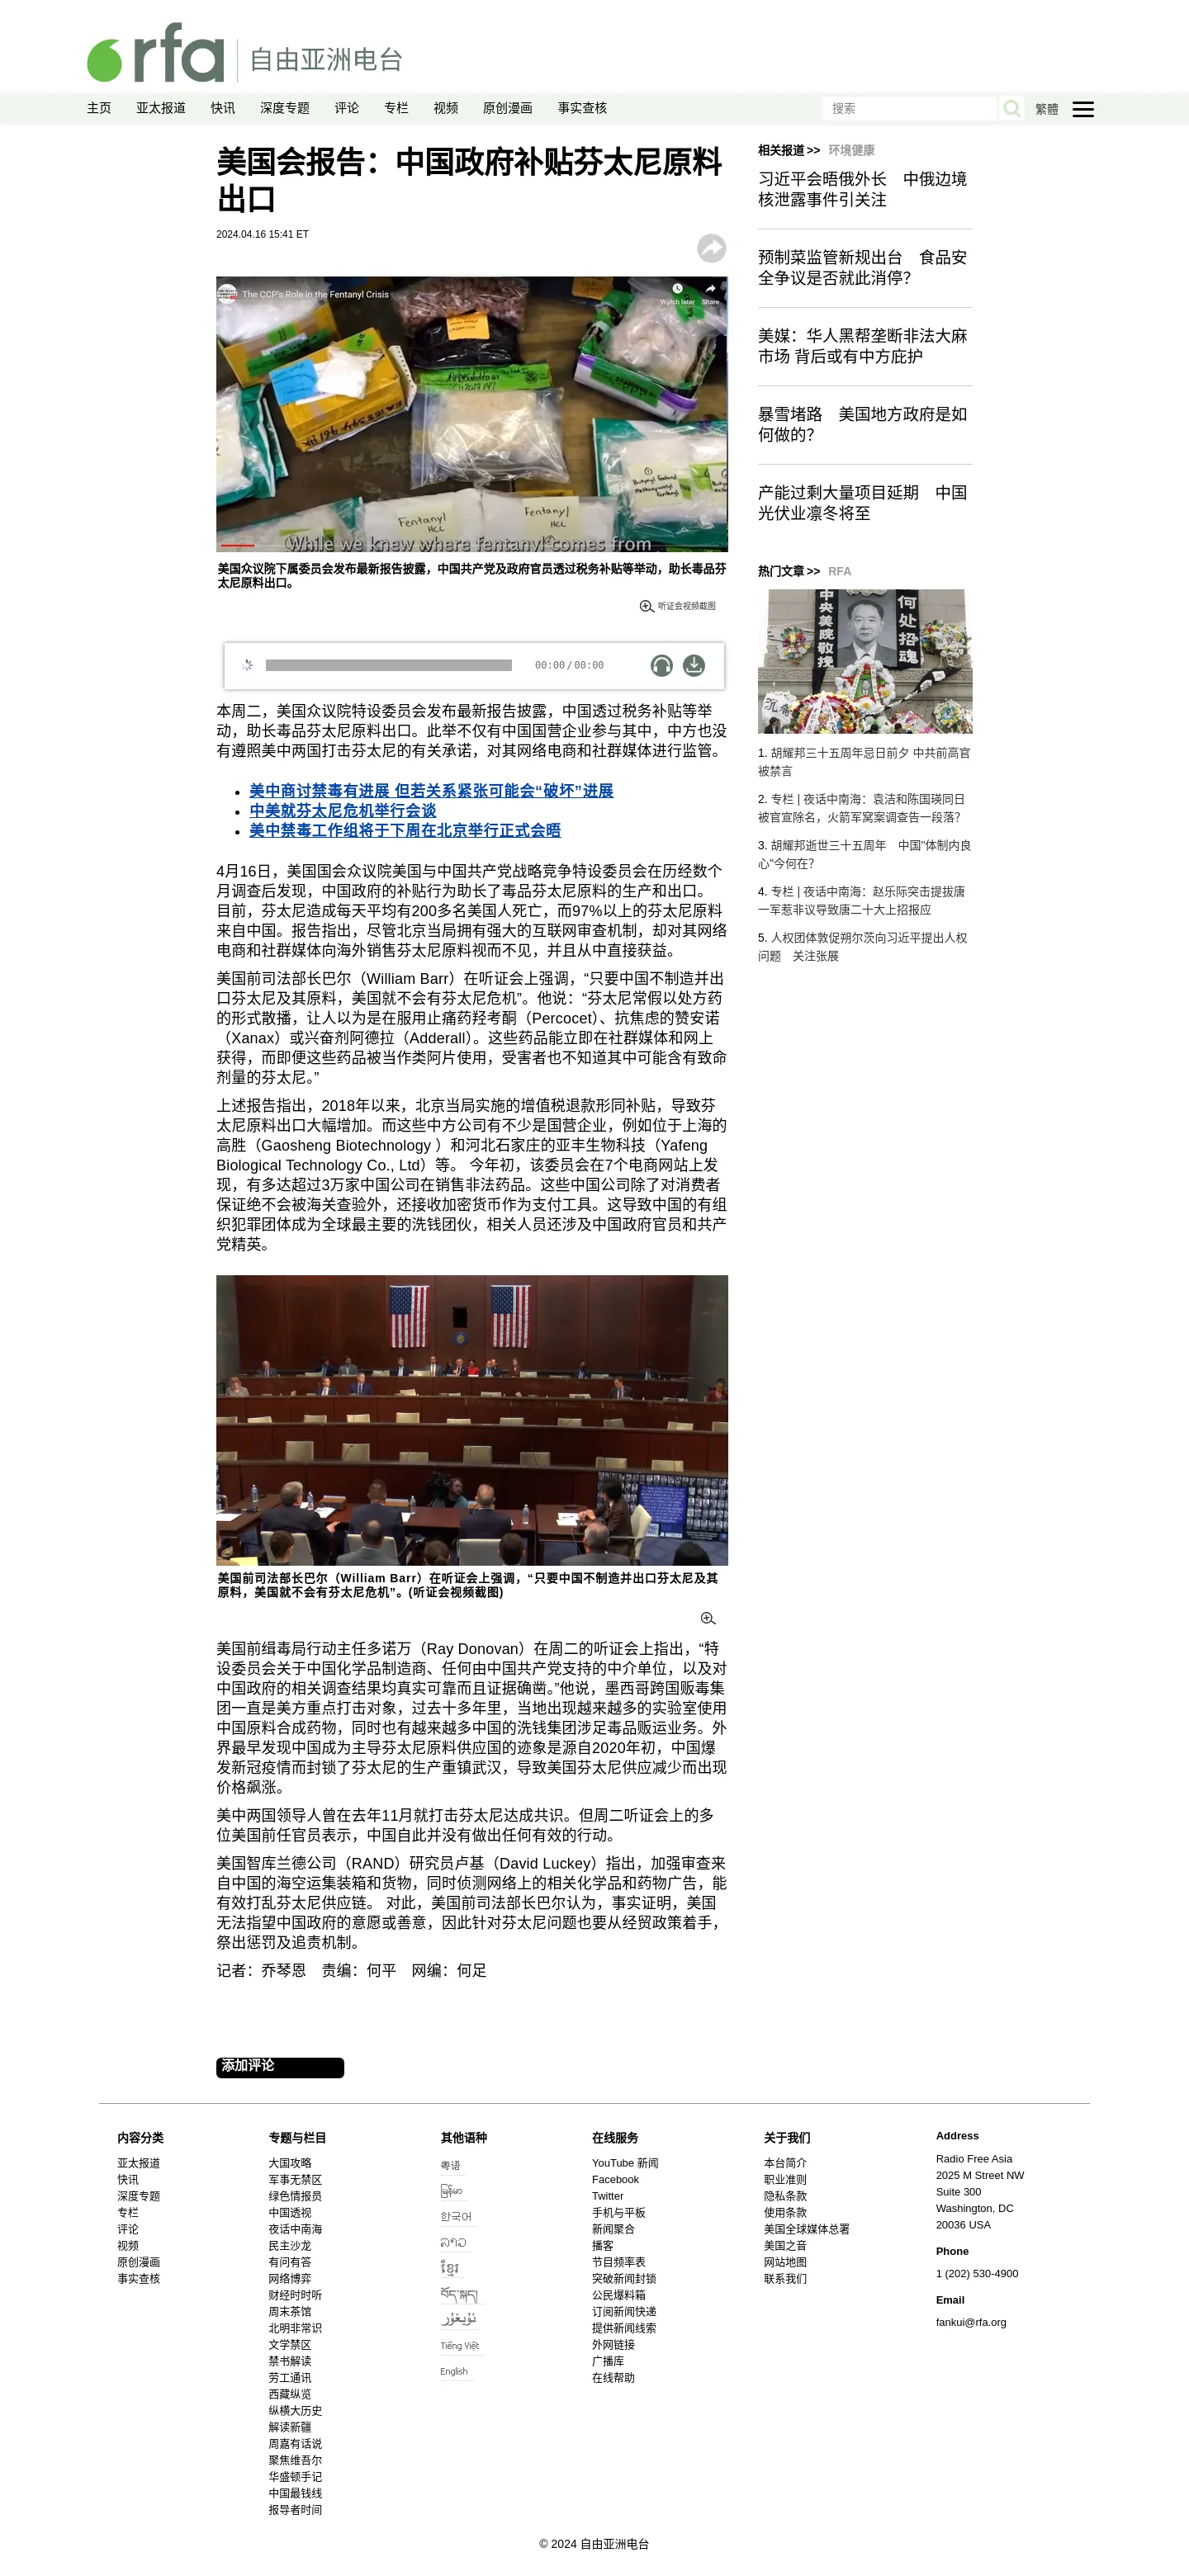 rfa 自由亚洲电台
主页 亚太报道 快讯 深度专题 评论 专栏 视频 原创漫画 事实查核 搜索 繁體
美国会报告：中国政府补贴芬太尼原料
出口
2024.04.16 15:41 ET
The CCP's Role in the Fentanyl Crisis
Watch later Share
Fentanyl
HCL
Fentanyl
HCL
While we knew where fentanyl comes from
美国众议院下属委员会发布最新报告披露，中国共产党及政府官员透过税务补贴等举动，助长毒品芬
太尼原料出口。
听证会视频截图
00:00/00:00
本周二，美国众议院特设委员会发布最新报告披露，中国透过税务补贴等举
动，助长毒品芬太尼原料出口。此举不仅有中国国营企业参与其中，中方也没
有遵照美中两国打击芬太尼的有关承诺，对其网络电商和社群媒体进行监管。
美中商讨禁毒有进展 但若关系紧张可能会“破坏”进展
中美就芬太尼危机举行会谈
美中禁毒工作组将于下周在北京举行正式会晤
4月16日，美国国会众议院美国与中国共产党战略竞争特设委员会在历经数个
月调查后发现，中国政府的补贴行为助长了毒品芬太尼原料的生产和出口。
目前，芬太尼造成每天平均有200多名美国人死亡，而97%以上的芬太尼原料
来自中国。报告指出，尽管北京当局拥有强大的互联网审查机制，却对其网络
电商和社群媒体向海外销售芬太尼原料视而不见，并且从中直接获益。
美国前司法部长巴尔（William Barr）在听证会上强调，“只要中国不制造并出
口芬太尼及其原料，美国就不会有芬太尼危机”。他说：“芬太尼常假以处方药
的形式散播，让人以为是在服用止痛药羟考酮（Percocet）、抗焦虑的赞安诺
（Xanax）或兴奋剂阿德拉（Adderall）。这些药品能立即在社群媒体和网上
获得，而即便这些药品被当作类阿片使用，受害者也不知道其中可能含有致命
剂量的芬太尼。”
上述报告指出，2018年以来，北京当局实施的增值税退款形同补贴，导致芬
太尼原料出口大幅增加。而这些中方公司有不少是国营企业，例如位于上海的
高胜（Gaosheng Biotechnology ）和河北石家庄的亚丰生物科技（Yafeng
Biological Technology Co., Ltd）等。 今年初，该委员会在7个电商网站上发
现，有多达超过3万家中国公司在销售非法药品。这些中国公司除了对消费者
保证绝不会被海关查验外，还接收加密货币作为支付工具。这导致中国的有组
织犯罪团体成为全球最主要的洗钱团伙，相关人员还涉及中国政府官员和共产
党精英。
美国前司法部长巴尔（William Barr）在听证会上强调，“只要中国不制造并出口芬太尼及其
原料，美国就不会有芬太尼危机”。(听证会视频截图)
美国前缉毒局行动主任多诺万（Ray Donovan）在周二的听证会上指出，“特
设委员会关于中国化学品制造商、任何由中国共产党支持的中介单位，以及对
中国政府的相关调查结果均真实可靠而且证据确凿。”他说，墨西哥跨国贩毒集
团一直是美方重点打击对象，过去十多年里，当地出现越来越多的实验室使用
中国原料合成药物，同时也有越来越多中国的洗钱集团涉足毒品贩运业务。外
界最早发现中国成为主导芬太尼原料供应国的迹象是源自2020年初，中国爆
发新冠疫情而封锁了芬太尼的生产重镇武汉，导致美国芬太尼供应减少而出现
价格飙涨。
美中两国领导人曾在去年11月就打击芬太尼达成共识。但周二听证会上的多
位美国前任官员表示，中国自此并没有做出任何有效的行动。
美国智库兰德公司（RAND）研究员卢基（David Luckey）指出，加强审查来
自中国的海空运集装箱和货物，同时侦测网络上的相关化学品和药物广告，能
有效打乱芬太尼供应链。 对此，美国前司法部长巴尔认为，事实证明，美国
无法指望中国政府的意愿或善意，因此针对芬太尼问题也要从经贸政策着手，
祭出惩罚及追责机制。
记者：乔琴恩　责编：何平　网编：何足
添加评论
相关报道 >> 环境健康
习近平会晤俄外长　中俄边境
核泄露事件引关注
预制菜监管新规出台　食品安
全争议是否就此消停？
美媒：华人黑帮垄断非法大麻
市场 背后或有中方庇护
暴雪堵路　美国地方政府是如
何做的？
产能过剩大量项目延期　中国
光伏业凛冬将至
热门文章 >> RFA
中央美院敬挽
何处招魂
1. 胡耀邦三十五周年忌日前夕 中共前高官
被禁言
2. 专栏 | 夜话中南海：袁洁和陈国瑛同日
被官宣除名，火箭军窝案调查告一段落？
3. 胡耀邦逝世三十五周年　中国"体制内良
心"今何在？
4. 专栏 | 夜话中南海：赵乐际突击提拔唐
一军惹非议导致唐二十大上招报应
5. 人权团体敦促朔尔茨向习近平提出人权
问题　关注张展
内容分类
亚太报道
快讯
深度专题
专栏
评论
视频
原创漫画
事实查核
专题与栏目
大国攻略
军事无禁区
绿色情报员
中国透视
夜话中南海
民主沙龙
有问有答
网络博弈
财经时时听
周末茶馆
北明非常识
文学禁区
禁书解读
劳工通讯
西藏纵览
纵横大历史
解读新疆
周嘉有话说
聚焦维吾尔
华盛顿手记
中国最钱线
报导者时间
其他语种
粤语
မြန်မာ
한국어
ລາວ
ខ្មែរ
བོད་སྐད།
ئۇيغۇر
Tiếng Việt
English
在线服务
YouTube 新闻
Facebook
Twitter
手机与平板
新闻聚合
播客
节目频率表
突破新闻封锁
公民爆料箱
订阅新闻快递
提供新闻线索
外网链接
广播库
在线帮助
关于我们
本台简介
职业准则
隐私条款
使用条款
美国全球媒体总署
美国之音
网站地图
联系我们
Address
Radio Free Asia
2025 M Street NW
Suite 300
Washington, DC
20036 USA
Phone
1 (202) 530-4900
Email
fankui@rfa.org
© 2024 自由亚洲电台